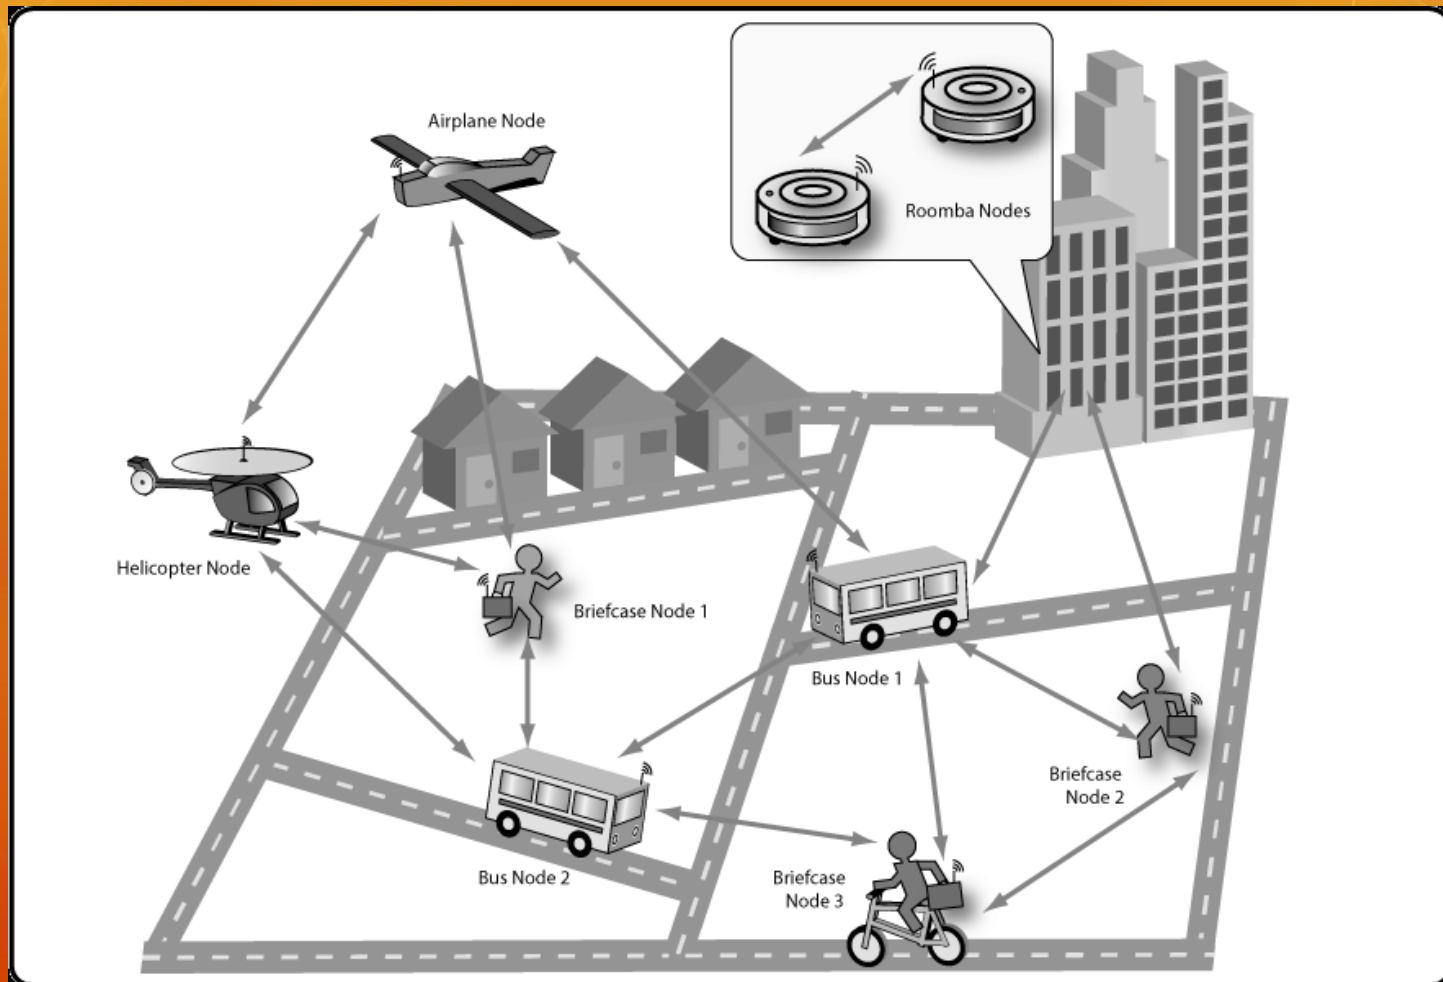 Airplane Node
Roomba Nodes
Helicopter Node
Briefcase Node 1
Bus Node 1
Briefcase
Node 2
Bus Node 2
Briefcase
Node 3